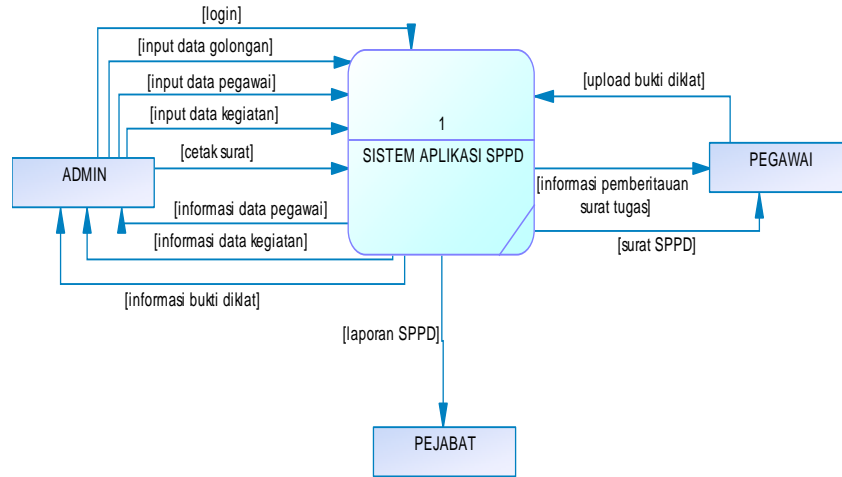 [login]
[input data golongan]
[input data pegawai]
[input data kegiatan]
[cetak surat]
ADMIN
[informasi data pegawai]
[informasi data kegiatan]
[informasi bukti diklat]
1
SISTEM APLIKASI SPPD
[upload bukti diklat]
PEGAWAI
[informasi pemberitauan
surat tugas]
[surat SPPD]
[laporan SPPD]
PEJABAT